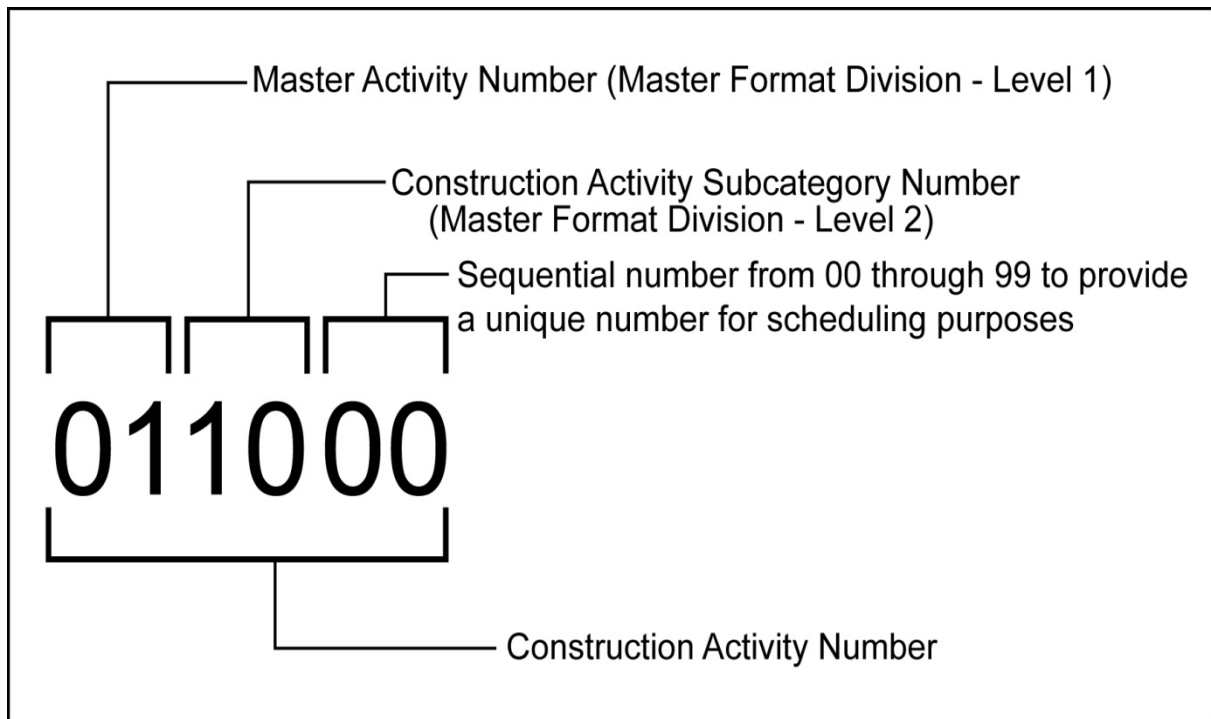 Master Activity Number (Master Format Division - Level 1)
Construction Activity Subcategory Number
(Master Format Division - Level 2)
Sequential number from 00 through 99 to provide
a unique number for scheduling purposes
011000
Construction Activity Number